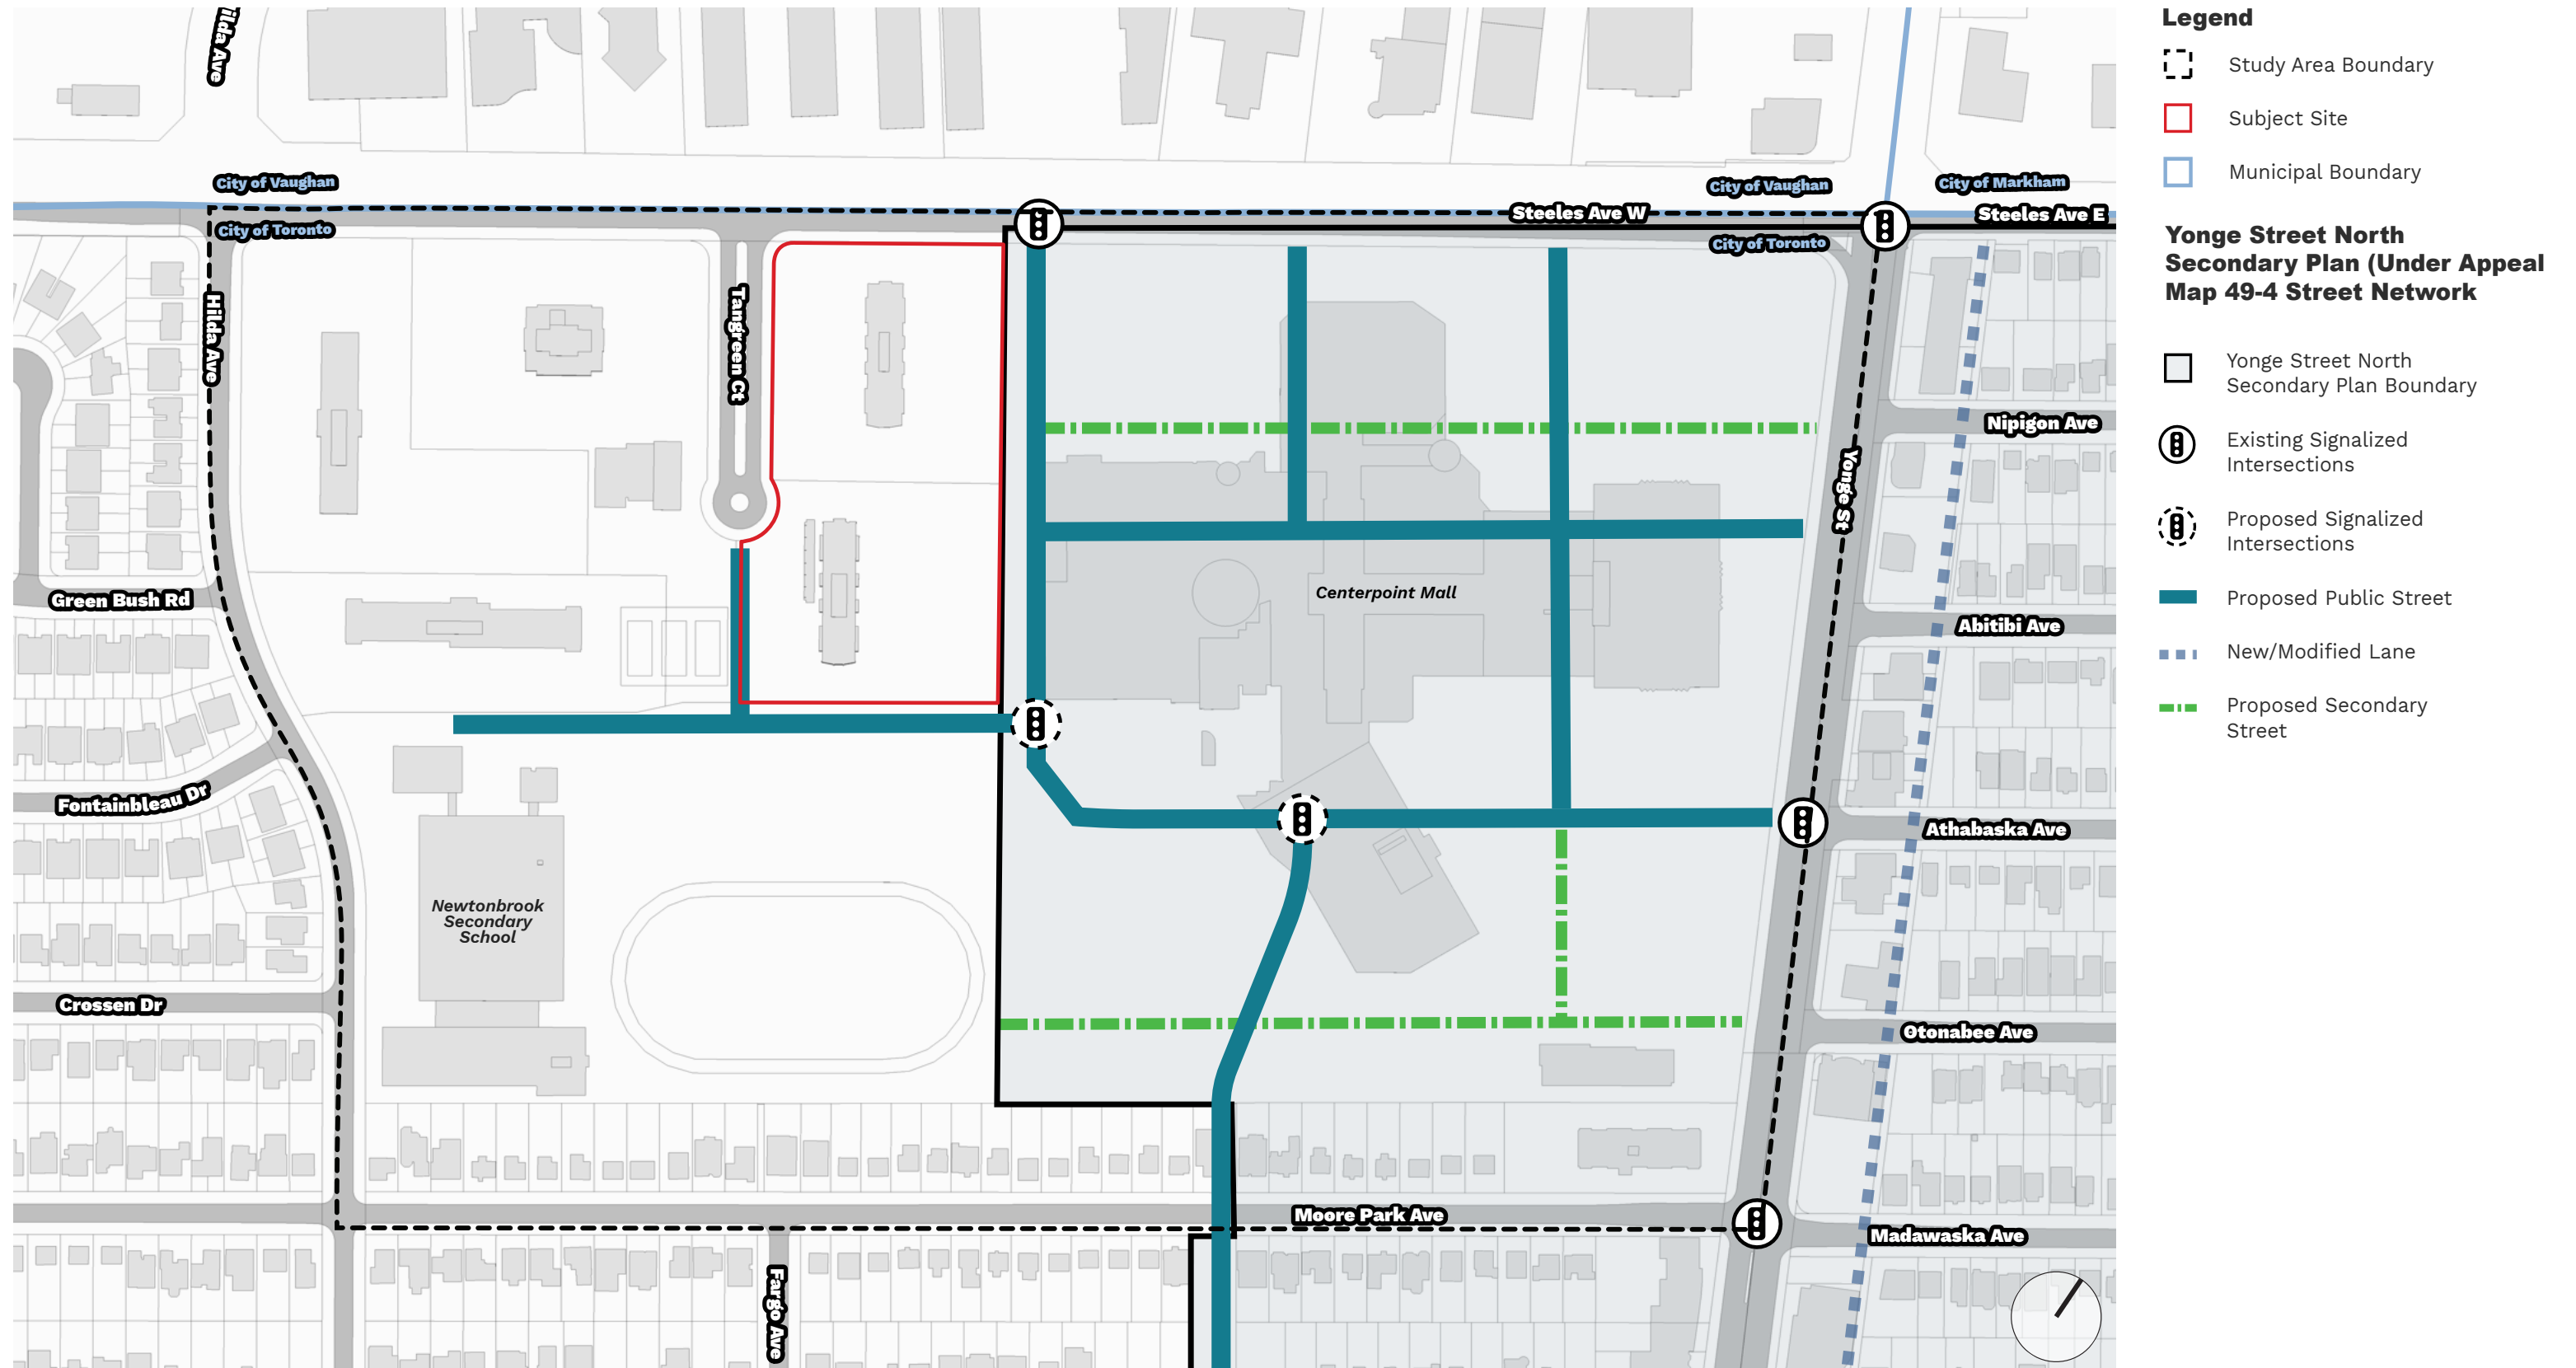 ilda Ave
City of Vaughan
City of Toronto
City of Vaughan
City of Markham
Steeles Ave W
Steeles Ave E
City of Toronto
Hilda Ave
Tangreen Ct
Nipigon Ave
Yonge St
Centerpoint Mall
Green Bush Rd
Abitibi Ave
Fontainbleau Dr
Athabaska Ave
Newtonbrook
Secondary
School
Crossen Dr
Otonabee Ave
Moore Park Ave
Madawaska Ave
Fargo Ave
Legend
Study Area Boundary
Subject Site
Municipal Boundary
Yonge Street North
Secondary Plan (Under Appeal
Map 49-4 Street Network
Yonge Street North
Secondary Plan Boundary
Existing Signalized
Intersections
Proposed Signalized
Intersections
Proposed Public Street
New/Modified Lane
Proposed Secondary
Street